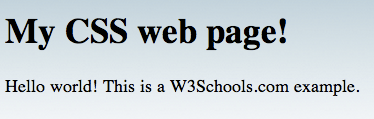 My CSS web page!
Hello world! This is a W3Schools.com example.